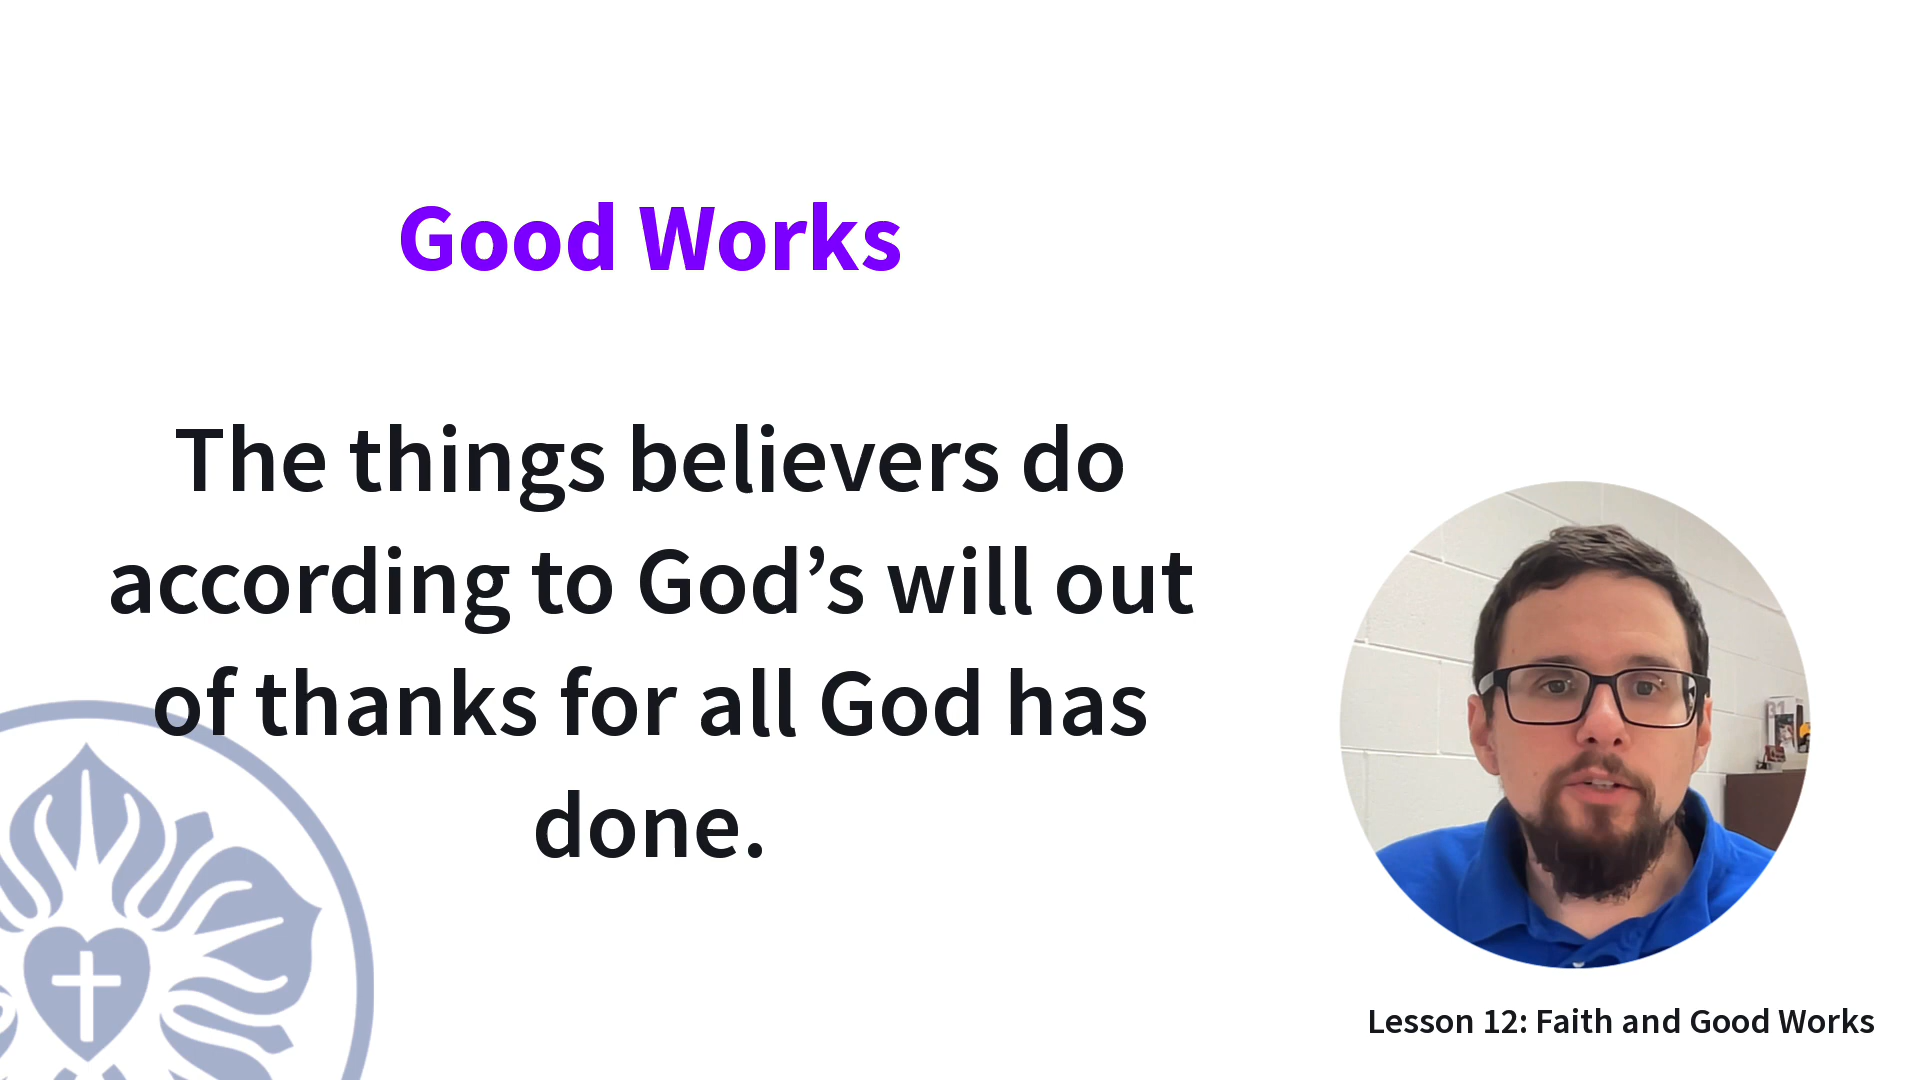 Good Works
The things believers do
according to God’s will out
of thanks for all God has
done.
Lesson 12: Faith and Good Works